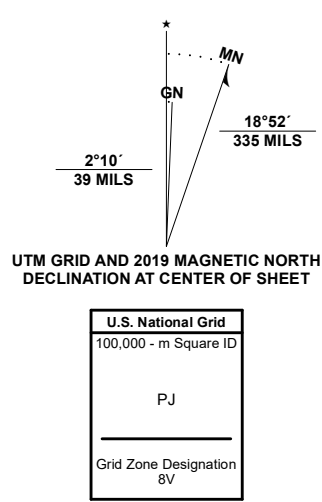 ★
MN
GN
18°52´
335 MILS
2°10´
39 MILS
UTM GRID AND 2019 MAGNETIC NORTH
DECLINATION AT CENTER OF SHEET
U.S. National Grid
100,000 - m Square ID
PJ
Grid Zone Designation
8V